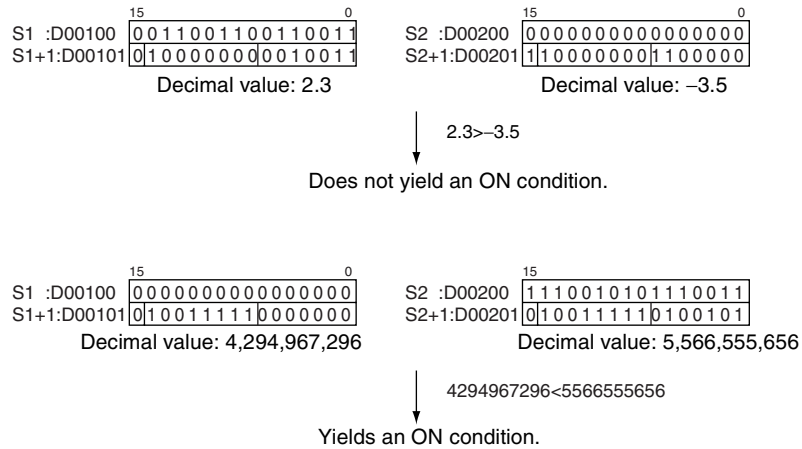 15 0 15 0
S1 :D00100 0011001100110011 S2 :D00200 0000000000000000
S1+1:D00101 0100000000010011 S2+1:D00201 1100000001100000
Decimal value: 2.3 Decimal value: −3.5
2.3>−3.5
Does not yield an ON condition.
15 0 15
S1 :D00100 0000000000000000 S2 :D00200 1110010101110011
S1+1:D00101 0100111110000000 S2+1:D00201 0100111110100101
Decimal value: 4,294,967,296 Decimal value: 5,566,555,656
4294967296<5566555656
Yields an ON condition.